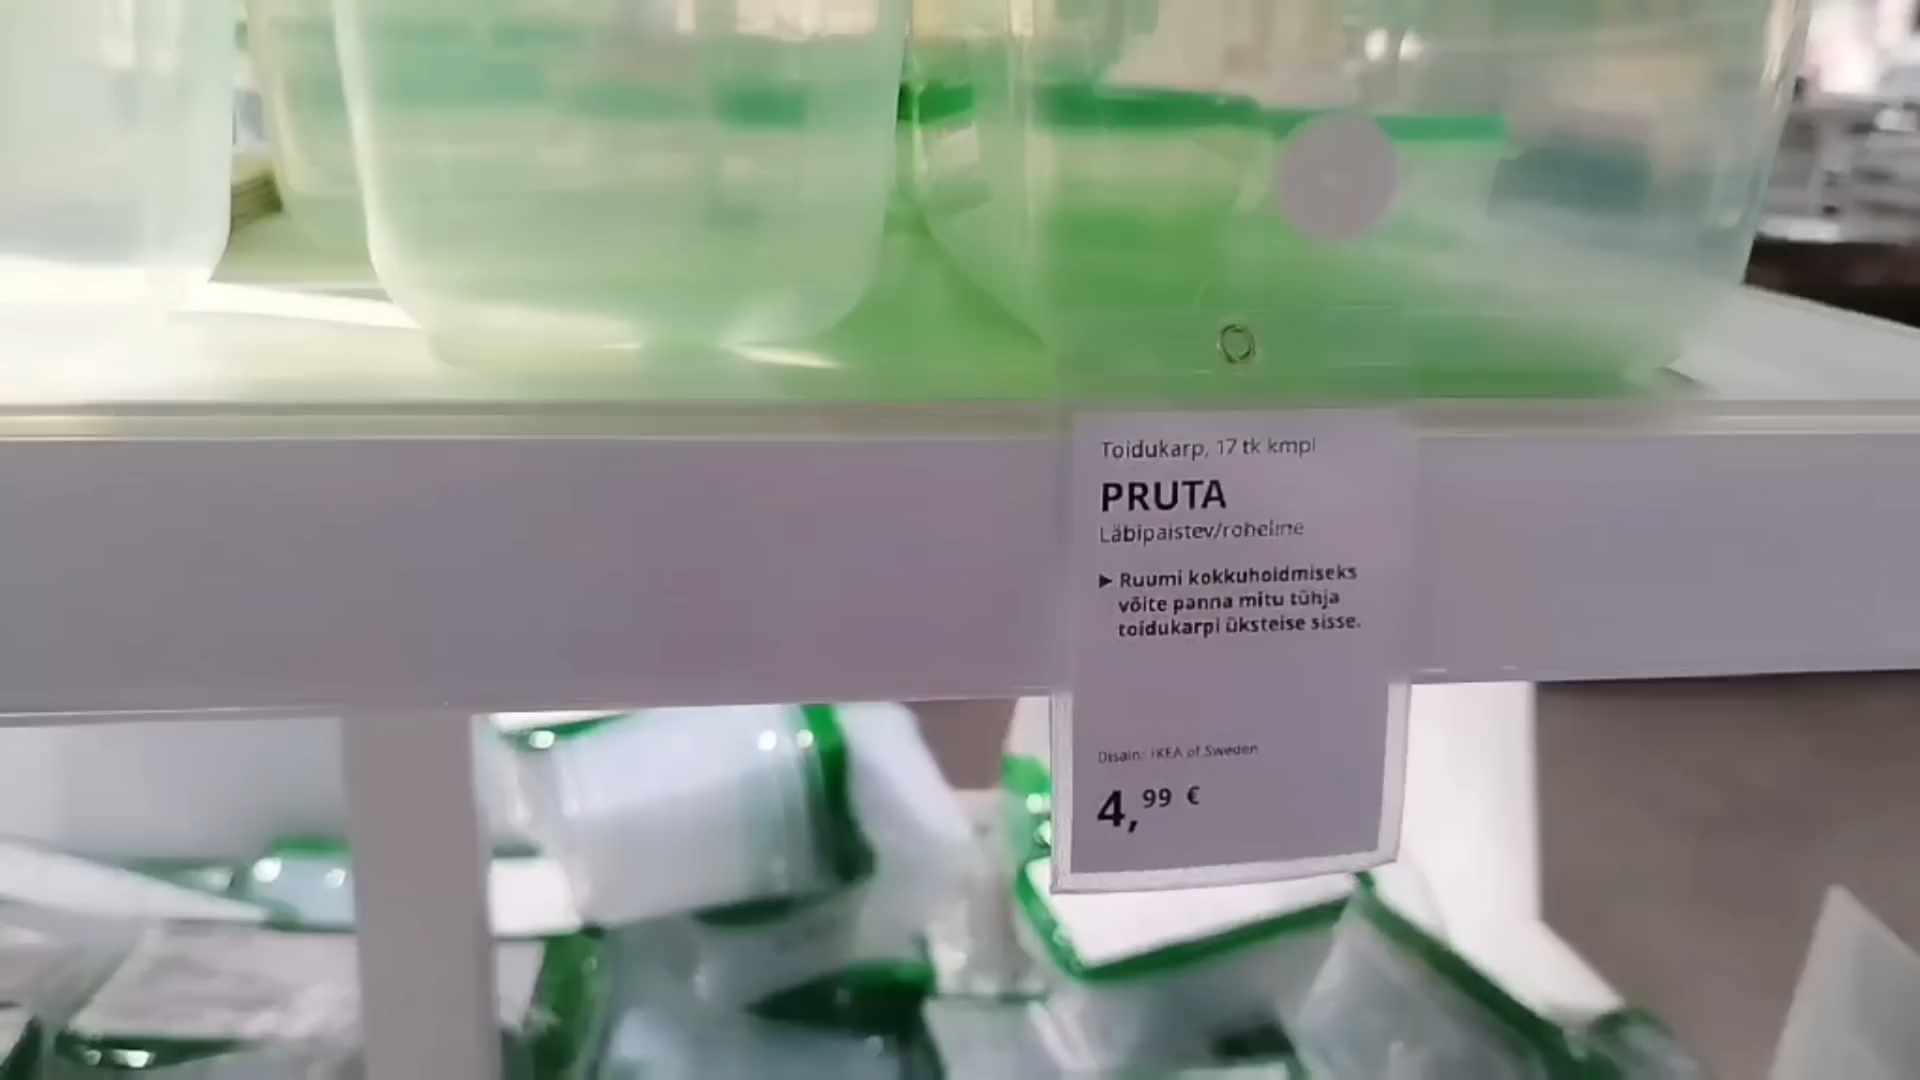 Toidukarp, 17 tk kmpl
PRUTA
Läbipaistev/roheline
▶ Ruumi kokkuhoidmiseks
võite panna mitu tühja
toidukarpi üksteise sisse.
Disain: IKEA of Sweden
4,99 €